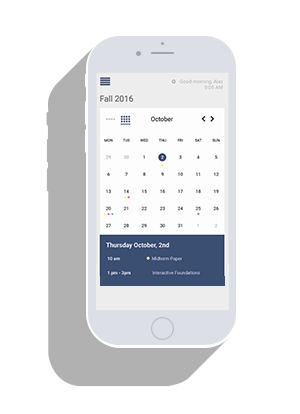 Good morning, Alex
9:05 AM
Fall 2016
October
MON TUE WED THU FRI SAT SUN
29 30 1 2 3 4 5
6 7 8 9 10 11 12
13 14 15 16 17 18 19
20 21 22 23 24 25 26
27 28 29 30 31 1 2
Thursday October, 2nd
10 am Midterm Paper
1 pm - 3pm Interactive Foundations